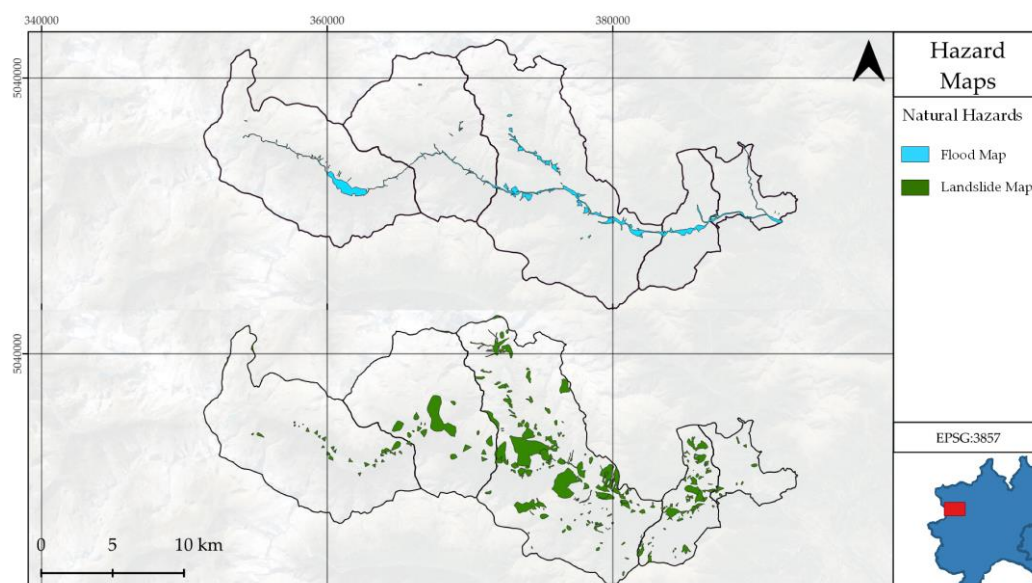 340000
360000
380000
5040000
5040000
Hazard
Maps
Natural Hazards
Flood Map
Landslide Map
EPSG:3857
0
5
10 km